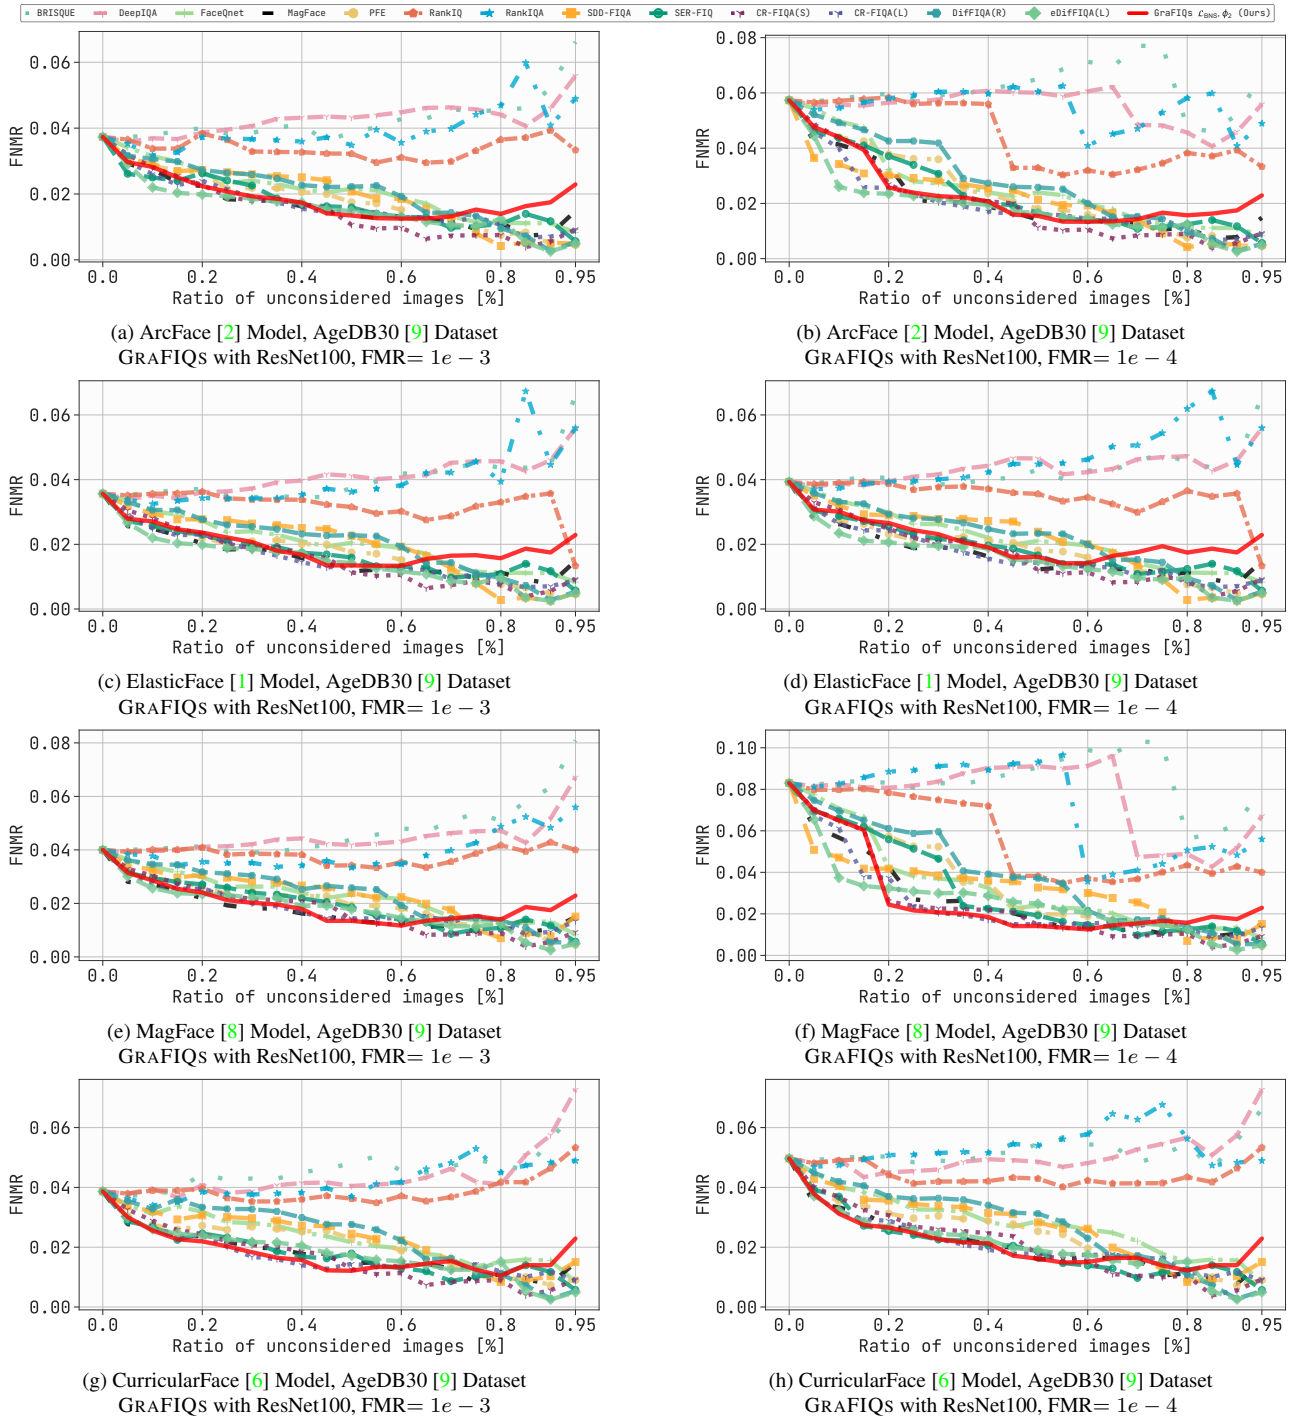 BRISQUE DeepIQA FaceQnet MagFace PFE RankIQ RankIQA SDD-FIQA SER-FIQ CR-FIQA(S) CR-FIQA(L) DifFIQA(R) eDifFIQA(L) GraFIQs ℒBNS, ϕ2 (Ours)
0.06
0.04
0.02
0.00
FNMR
0.0 0.2 0.4 0.6 0.8 0.95
Ratio of unconsidered images [%]
(a) ArcFace [2] Model, AgeDB30 [9] Dataset
GRAFIQS with ResNet100, FMR= 1e − 3
0.08
0.06
0.04
0.02
0.00
FNMR
0.0 0.2 0.4 0.6 0.8 0.95
Ratio of unconsidered images [%]
(b) ArcFace [2] Model, AgeDB30 [9] Dataset
GRAFIQS with ResNet100, FMR= 1e − 4
0.06
0.04
0.02
0.00
FNMR
0.0 0.2 0.4 0.6 0.8 0.95
Ratio of unconsidered images [%]
(c) ElasticFace [1] Model, AgeDB30 [9] Dataset
GRAFIQS with ResNet100, FMR= 1e − 3
0.06
0.04
0.02
0.00
FNMR
0.0 0.2 0.4 0.6 0.8 0.95
Ratio of unconsidered images [%]
(d) ElasticFace [1] Model, AgeDB30 [9] Dataset
GRAFIQS with ResNet100, FMR= 1e − 4
0.08
0.06
0.04
0.02
0.00
FNMR
0.0 0.2 0.4 0.6 0.8 0.95
Ratio of unconsidered images [%]
(e) MagFace [8] Model, AgeDB30 [9] Dataset
GRAFIQS with ResNet100, FMR= 1e − 3
0.10
0.08
0.06
0.04
0.02
0.00
FNMR
0.0 0.2 0.4 0.6 0.8 0.95
Ratio of unconsidered images [%]
(f) MagFace [8] Model, AgeDB30 [9] Dataset
GRAFIQS with ResNet100, FMR= 1e − 4
0.06
0.04
0.02
0.00
FNMR
0.0 0.2 0.4 0.6 0.8 0.95
Ratio of unconsidered images [%]
(g) CurricularFace [6] Model, AgeDB30 [9] Dataset
GRAFIQS with ResNet100, FMR= 1e − 3
0.06
0.04
0.02
0.00
FNMR
0.0 0.2 0.4 0.6 0.8 0.95
Ratio of unconsidered images [%]
(h) CurricularFace [6] Model, AgeDB30 [9] Dataset
GRAFIQS with ResNet100, FMR= 1e − 4